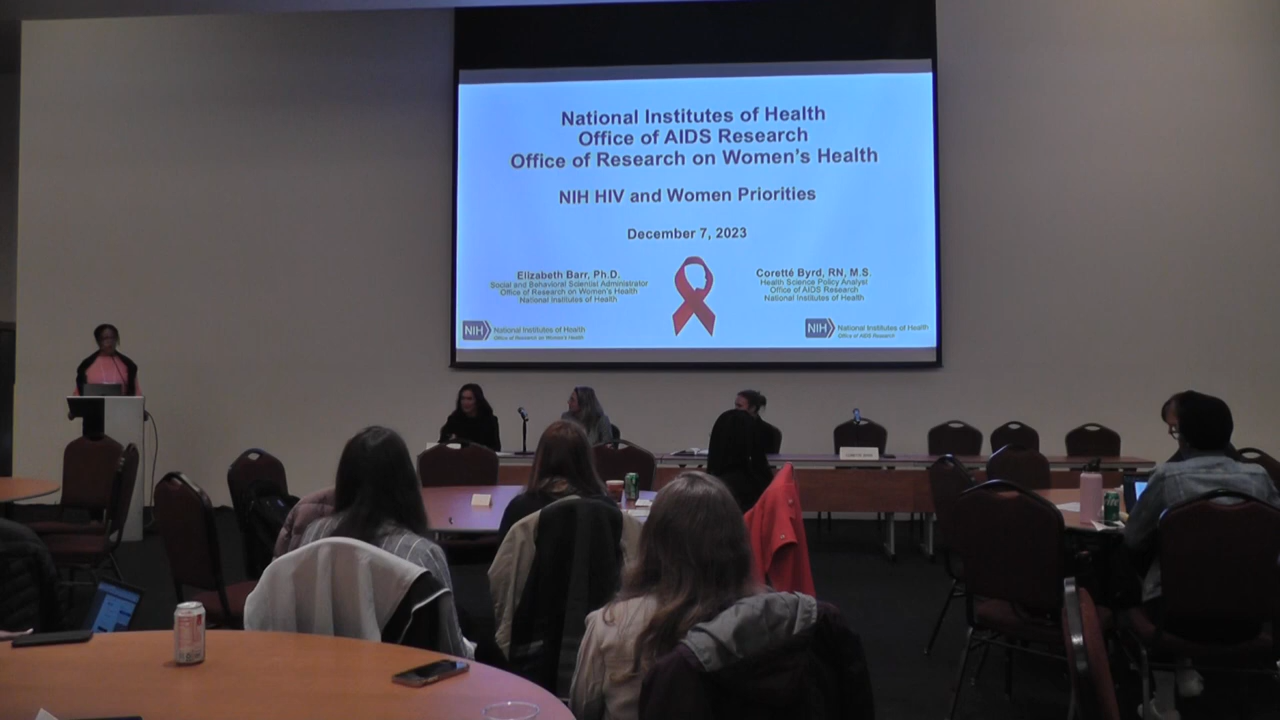 National Institutes of Health
Office of AIDS Research
Office of Research on Women's Health
NIH HIV and Women Priorities
December 7, 2023
Elizabeth Barr, Ph.D.
Social and Behavioral Scientist Administrator
Office of Research on Women's Health
National Institutes of Health
Coretté Byrd, RN, M.S.
Health Science Policy Analyst
Office of AIDS Research
National Institutes of Health
NIH National Institutes of Health
Office of Research on Women's Health
NIH National Institutes of Health
Office of AIDS Research